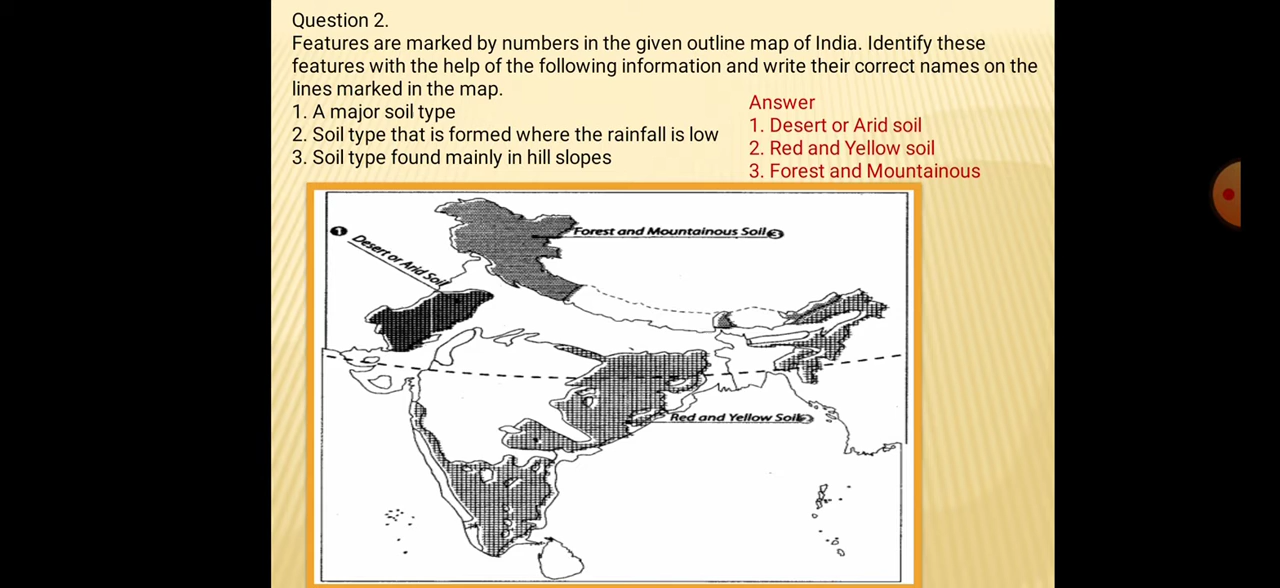 Question 2.
Features are marked by numbers in the given outline map of India. Identify these
features with the help of the following information and write their correct names on the
lines marked in the map.
1. A major soil type
2. Soil type that is formed where the rainfall is low
3. Soil type found mainly in hill slopes
Answer
1. Desert or Arid soil
2. Red and Yellow soil
3. Forest and Mountainous
1
Desert or Arid Soil
Forest and Mountainous Soil 3
Red and Yellow Soil 2